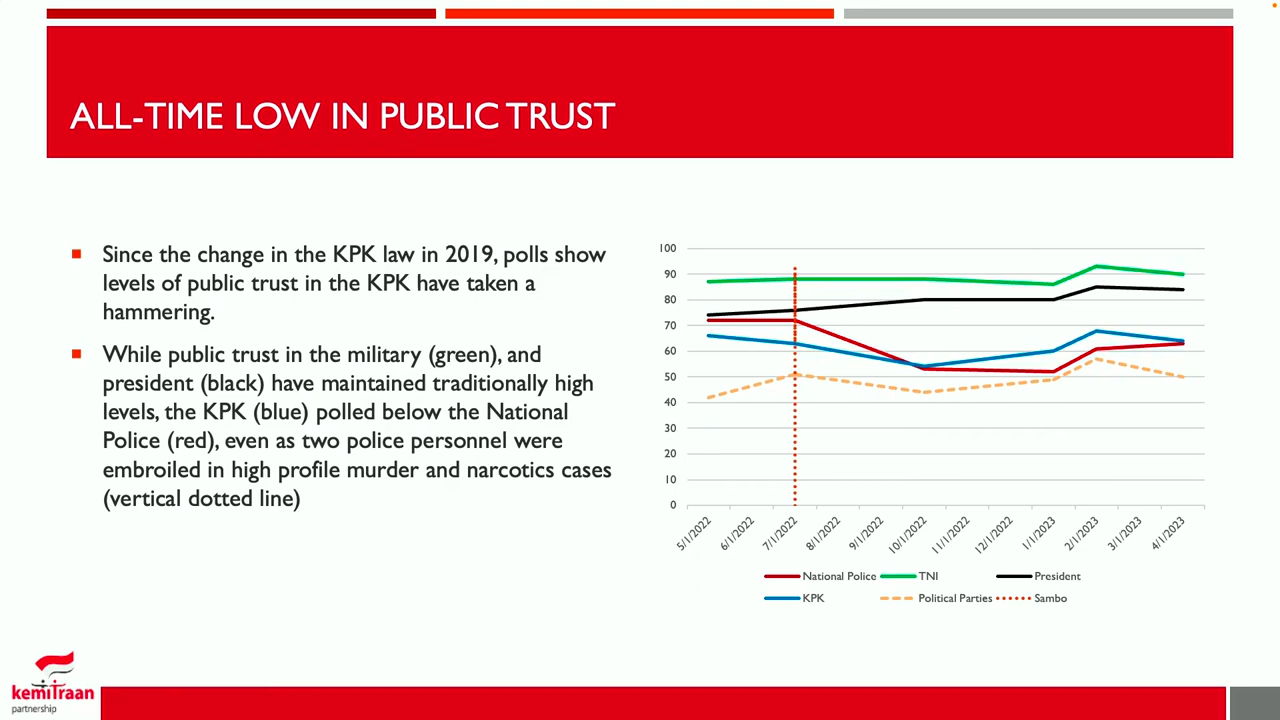 ALL-TIME LOW IN PUBLIC TRUST
Since the change in the KPK law in 2019, polls show
levels of public trust in the KPK have taken a
hammering.
While public trust in the military (green), and
president (black) have maintained traditionally high
levels, the KPK (blue) polled below the National
Police (red), even as two police personnel were
embroiled in high profile murder and narcotics cases
(vertical dotted line)
100
90
80
70
60
50
40
30
20
10
0
5/1/2022 6/1/2022 7/1/2022 8/1/2022 9/1/2022 10/1/2022 11/1/2022 12/1/2022 1/1/2023 2/1/2023 3/1/2023 4/1/2023
National Police TNI President
KPK Political Parties Sambo
kemitraan
partnership